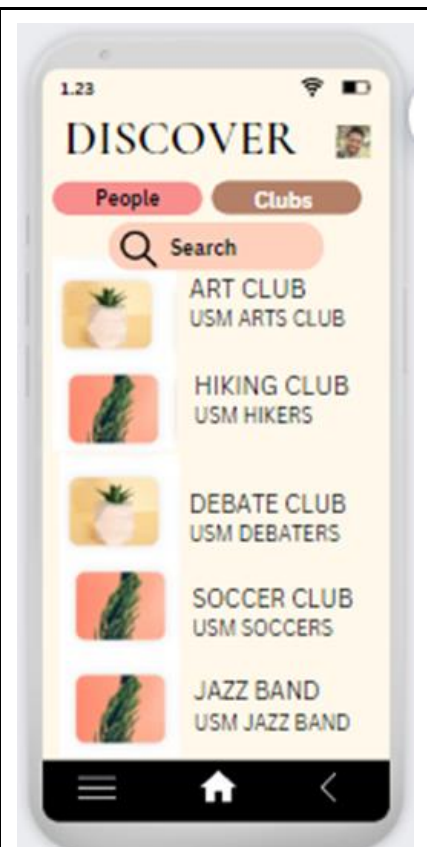 1.23
DISCOVER
People
Clubs
Search
ART CLUB
USM ARTS CLUB
HIKING CLUB
USM HIKERS
DEBATE CLUB
USM DEBATERS
SOCCER CLUB
USM SOCCERS
JAZZ BAND
USM JAZZ BAND